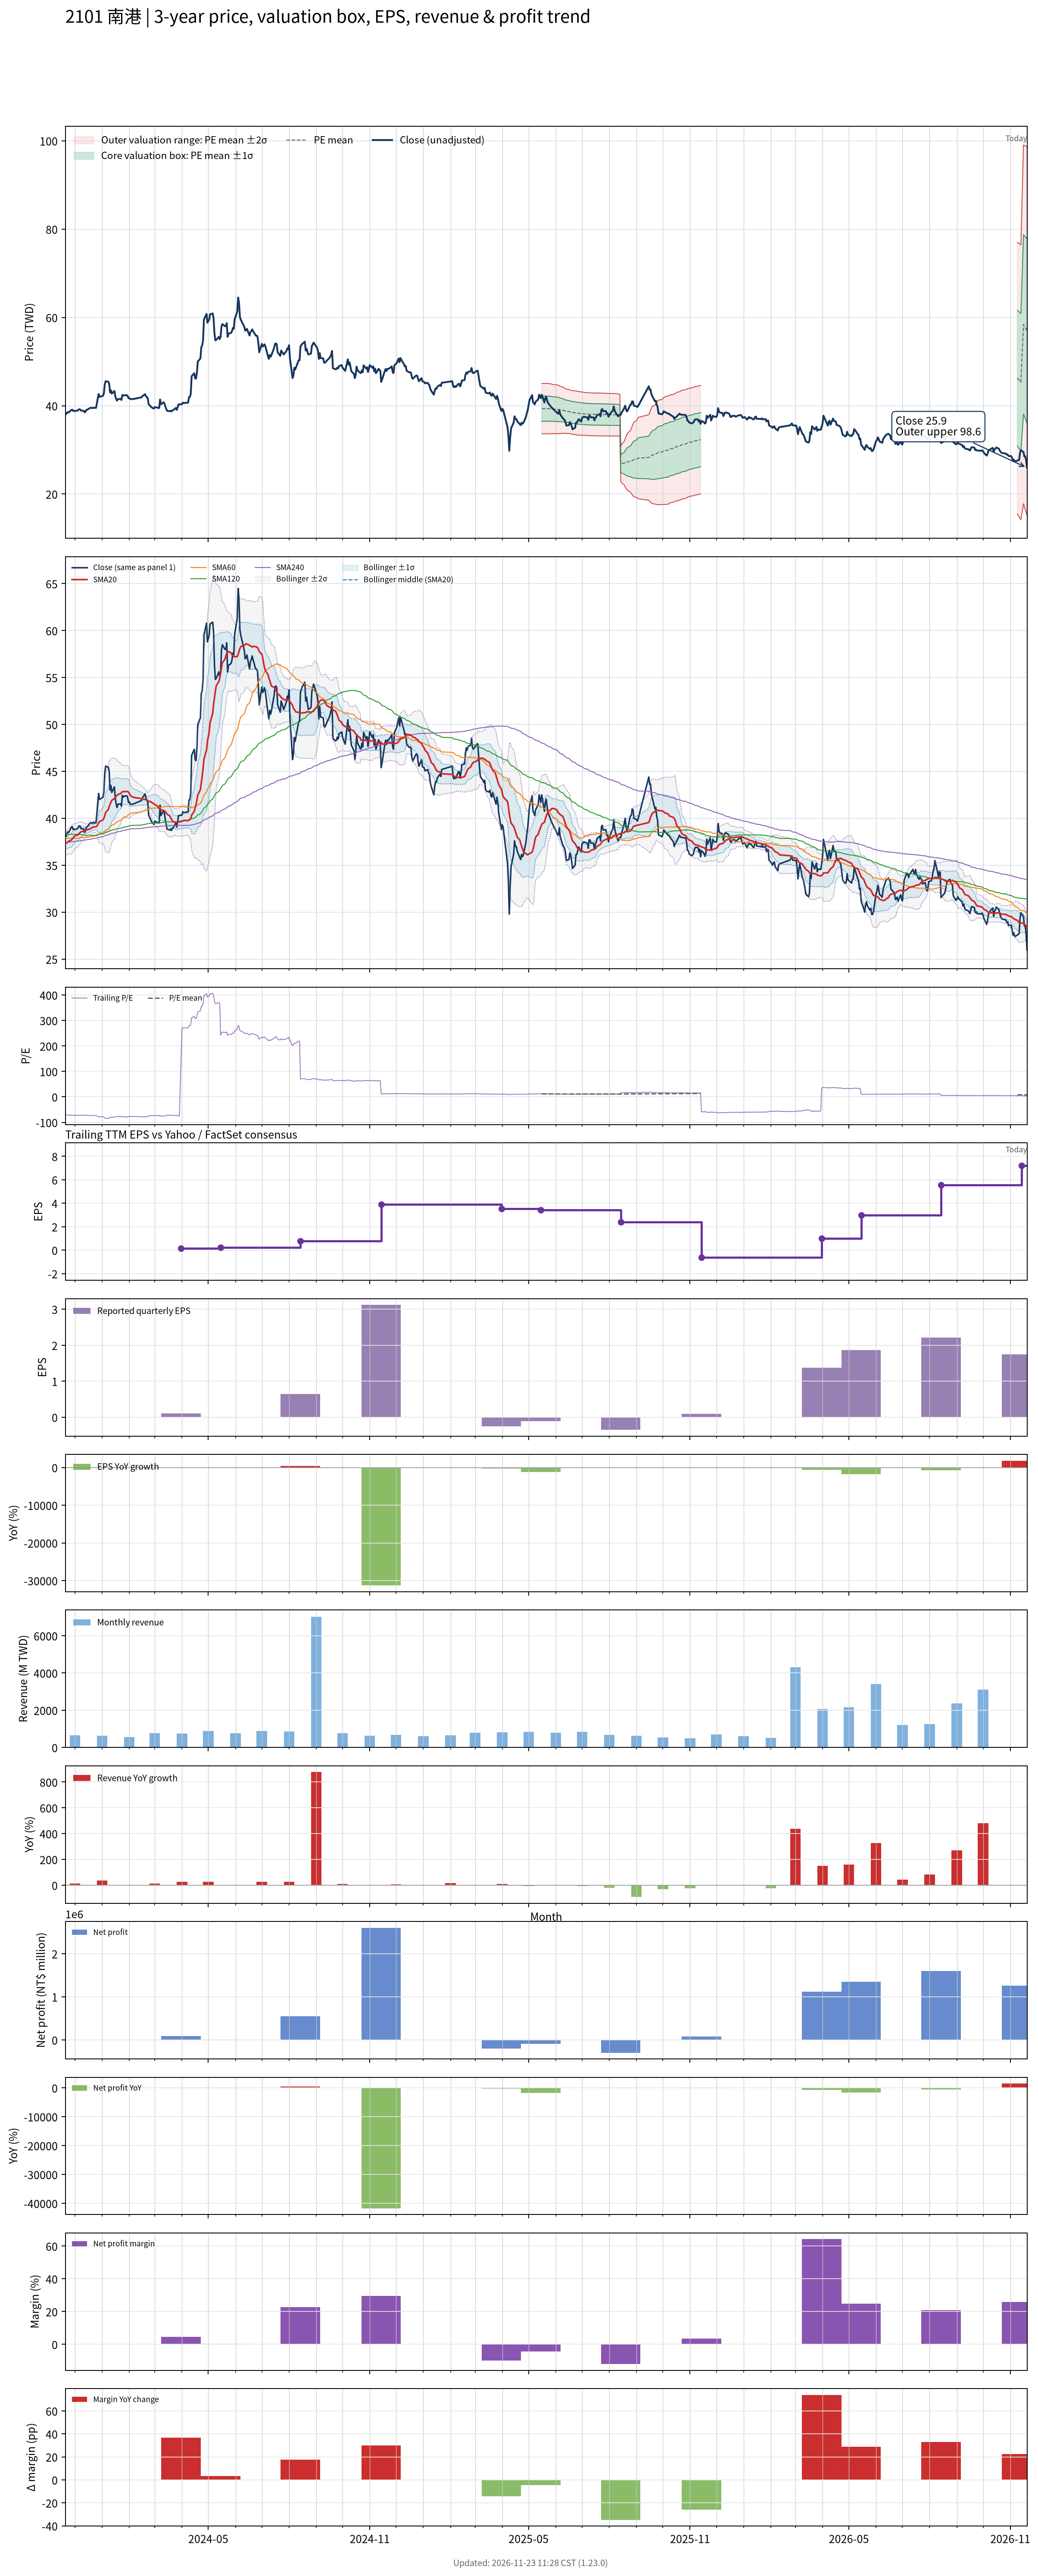 2101 南港 | 3-year price, valuation box, EPS, revenue & profit trend
Outer valuation range: PE mean ±2σ
PE mean
Close (unadjusted)
Core valuation box: PE mean ±1σ
Today
100
80
60
40
20
Price (TWD)
Close 25.9
Outer upper 98.6
Close (same as panel 1)
SMA60
SMA240
Bollinger ±1σ
SMA20
SMA120
Bollinger ±2σ
Bollinger middle (SMA20)
65
60
55
50
45
40
35
30
25
Price
Trailing P/E
P/E mean
400
300
200
100
0
-100
P/E
Trailing TTM EPS vs Yahoo / FactSet consensus
Today
8
6
4
2
0
-2
EPS
Reported quarterly EPS
3
2
1
0
EPS
EPS YoY growth
0
-10000
-20000
-30000
YoY (%)
Monthly revenue
6000
4000
2000
0
Revenue (M TWD)
Revenue YoY growth
800
600
400
200
0
YoY (%)
Month
1e6
Net profit
2
1
0
Net profit (NT$ million)
Net profit YoY
0
-10000
-20000
-30000
-40000
YoY (%)
Net profit margin
60
40
20
0
Margin (%)
Margin YoY change
60
40
20
0
-20
-40
Δ margin (pp)
2024-05
2024-11
2025-05
2025-11
2026-05
2026-11
Updated: 2026-11-23 11:28 CST (1.23.0)